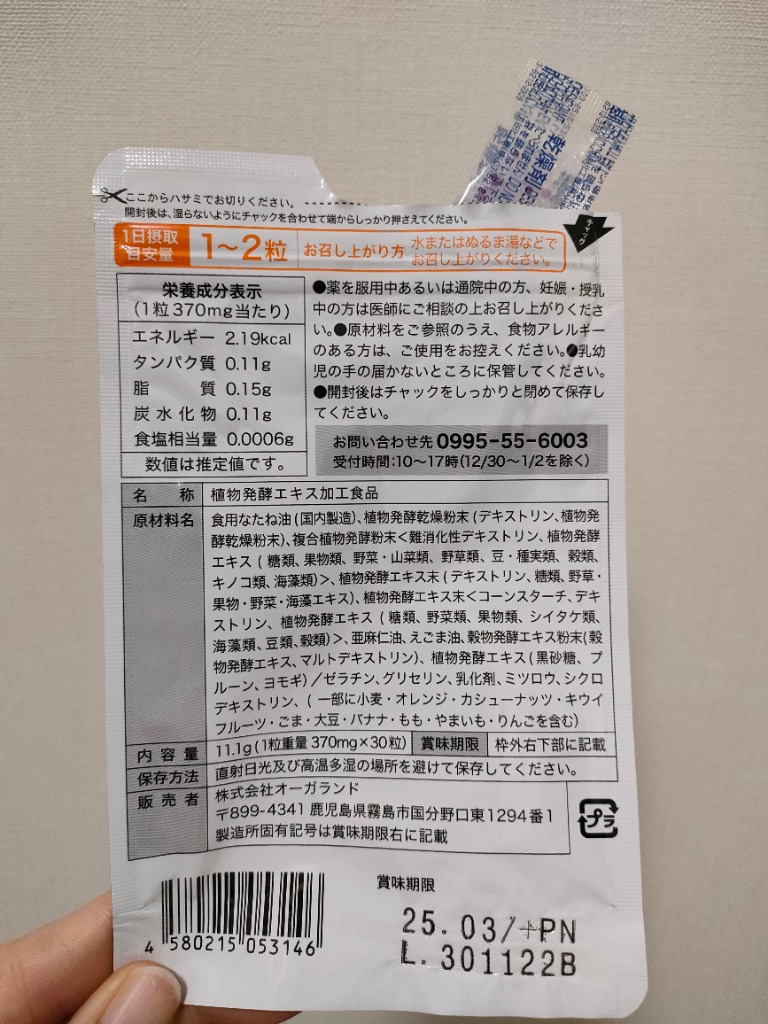 乾燥剤
ここからハサミでお切りください。
開封後は、湿らないようにチャックを合わせて端からしっかり押さえてください。
チャック
1日摂取
目安量
1〜2粒
お召し上がり方
水またはぬるま湯などで
お召し上がりください。
栄養成分表示
(1粒370mg当たり)
エネルギー 2.19kcal
タンパク質 0.11g
脂質 0.15g
炭水化物 0.11g
食塩相当量 0.0006g
数値は推定値です。
●薬を服用中あるいは通院中の方、妊娠・授乳
中の方は医師にご相談の上お召し上がりくださ
い。●原材料をご参照のうえ、食物アレルギー
のある方は、ご使用をお控えください。●乳幼
児の手の届かないところに保管してください。
●開封後はチャックをしっかりと閉めて保存し
てください。
お問い合わせ先 0995-55-6003
受付時間:10〜17時(12/30〜1/2を除く)
名称 植物発酵エキス加工食品
原材料名 食用なたね油(国内製造)、植物発酵乾燥粉末(デキストリン、植物発
酵乾燥粉末)、複合植物発酵粉末<難消化性デキストリン、植物発酵
エキス(糖類、果物類、野菜・山菜類、野草類、豆・種実類、穀類、
キノコ類、海藻類)>、植物発酵エキス末(デキストリン、糖類、野草・
果物・野菜・海藻エキス)、植物発酵エキス末<コーンスターチ、デキ
ストリン、植物発酵エキス(糖類、野菜類、果物類、シイタケ類、
海藻類、豆類、穀類)>、亜麻仁油、えごま油、穀物発酵エキス粉末(穀
物発酵エキス、マルトデキストリン)、植物発酵エキス(黒砂糖、プ
ルーン、ヨモギ)/ゼラチン、グリセリン、乳化剤、ミツロウ、シクロ
デキストリン、(一部に小麦・オレンジ・カシューナッツ・キウイ
フルーツ・ごま・大豆・バナナ・もも・やまいも・りんごを含む)
内容量 11.1g(1粒重量 370mg×30粒) 賞味期限 枠外右下部に記載
保存方法 直射日光及び高温多湿の場所を避けて保存してください。
販売者 株式会社オーガランド
〒899-4341 鹿児島県霧島市国分野口東1294番1
製造所固有記号は賞味期限右に記載
プラ
賞味期限
25.03/+PN
L.301122B
4 580215 053146